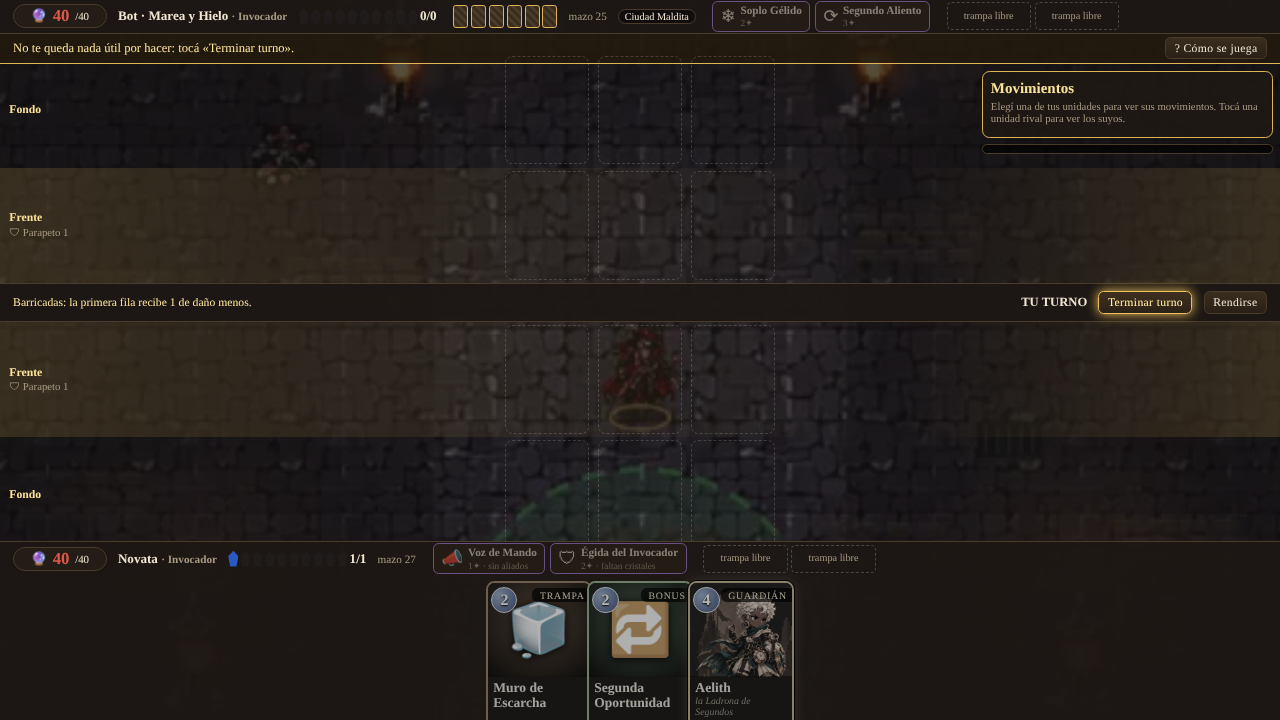 40 /40 Bot · Marea y Hielo · Invocador 0/0 mazo 25 Ciudad Maldita Soplo Gélido 2✦ Segundo Aliento 3✦ trampa libre trampa libre
No te queda nada útil por hacer: tocá «Terminar turno». ? Cómo se juega
Movimientos
Elegí una de tus unidades para ver sus movimientos. Tocá una
unidad rival para ver los suyos.
Fondo
Frente
Parapeto 1
Barricadas: la primera fila recibe 1 de daño menos. TU TURNO Terminar turno Rendirse
Frente
Parapeto 1
Fondo
40 /40 Novata · Invocador 1/1 mazo 27 Voz de Mando 1✦ · sin aliados Égida del Invocador 2✦ · faltan cristales trampa libre trampa libre
2 TRAMPA
Muro de
Escarcha
2 BONUS
Segunda
Oportunidad
4 GUARDIÁN
Aelith
la Ladrona de
Segundos